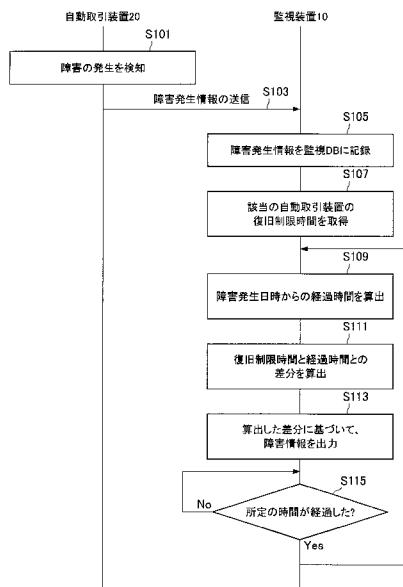 自動取引装置20
監視装置10
S101
障害の発生を検知
障害発生情報の送信
S103
S105
障害発生情報を監視DBに記録
S107
該当の自動取引装置の
復旧制限時間を取得
S109
障害発生日時からの経過時間を算出
S111
復旧制限時間と経過時間との
差分を算出
S113
算出した差分に基づいて、
障害情報を出力
S115
所定の時間が経過した?
No
Yes